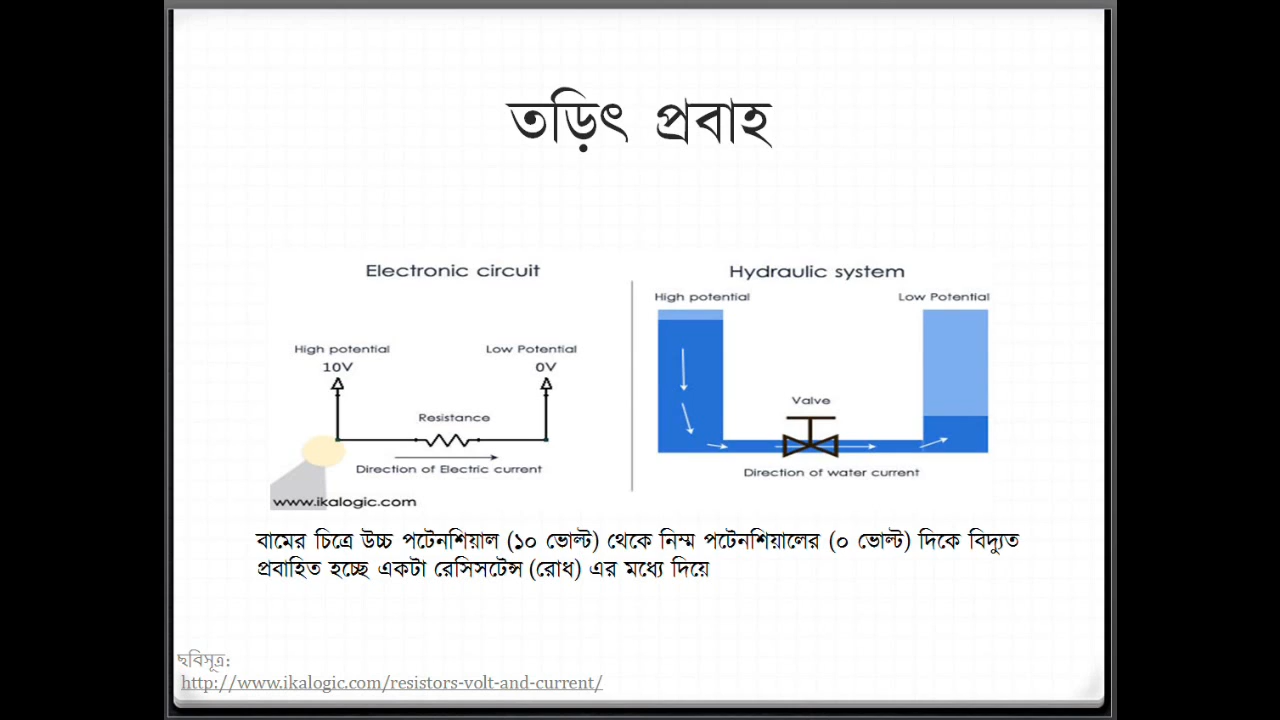 তড়িৎ প্রবাহ
Electronic circuit
High potential
10V
Low Potential
0V
Resistance
Direction of Electric current
www.ikalogic.com
Hydraulic system
High potential
Low Potential
Valve
Direction of water current
বামের চিত্রে উচ্চ পটেনশিয়াল (১০ ভোল্ট) থেকে নিম্ম পটেনশিয়ালের (০ ভোল্ট) দিকে বিদ্যুত
প্রবাহিত হচ্ছে একটা রেসিসটেন্স (রোধ) এর মধ্যে দিয়ে
ছবিসূত্র:
http://www.ikalogic.com/resistors-volt-and-current/